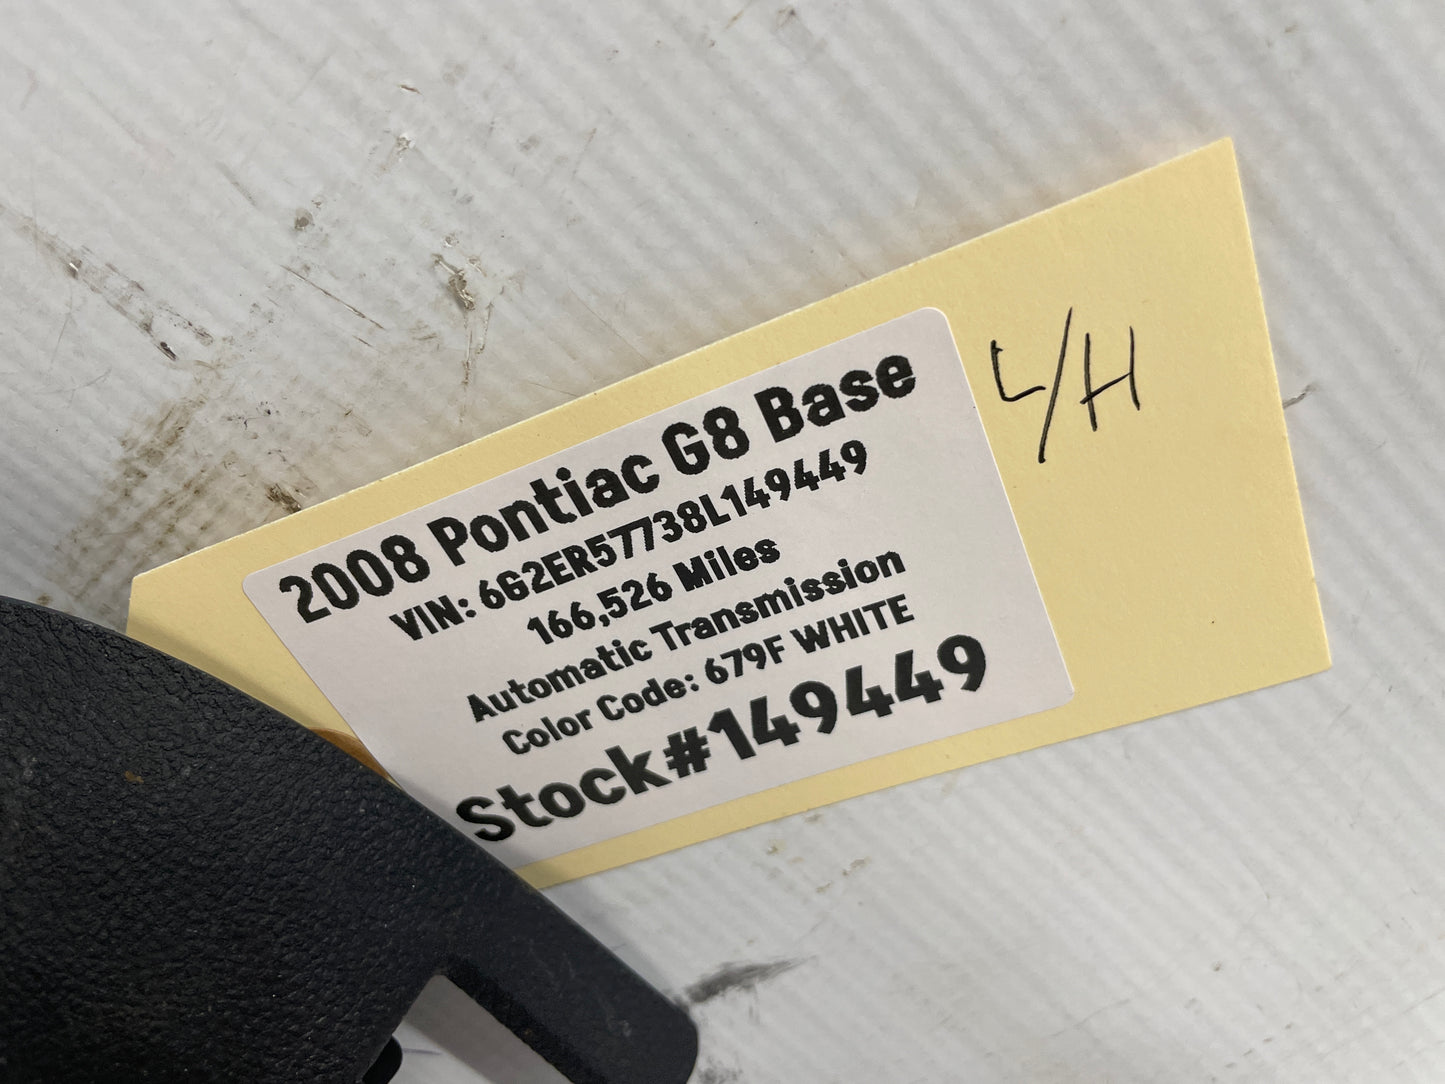 2008 Pontiac G8 Base
VIN: 6G2ER57738L149449
166,526 Miles
Automatic Transmission
Color Code: 679F WHITE
Stock#149449
L/H